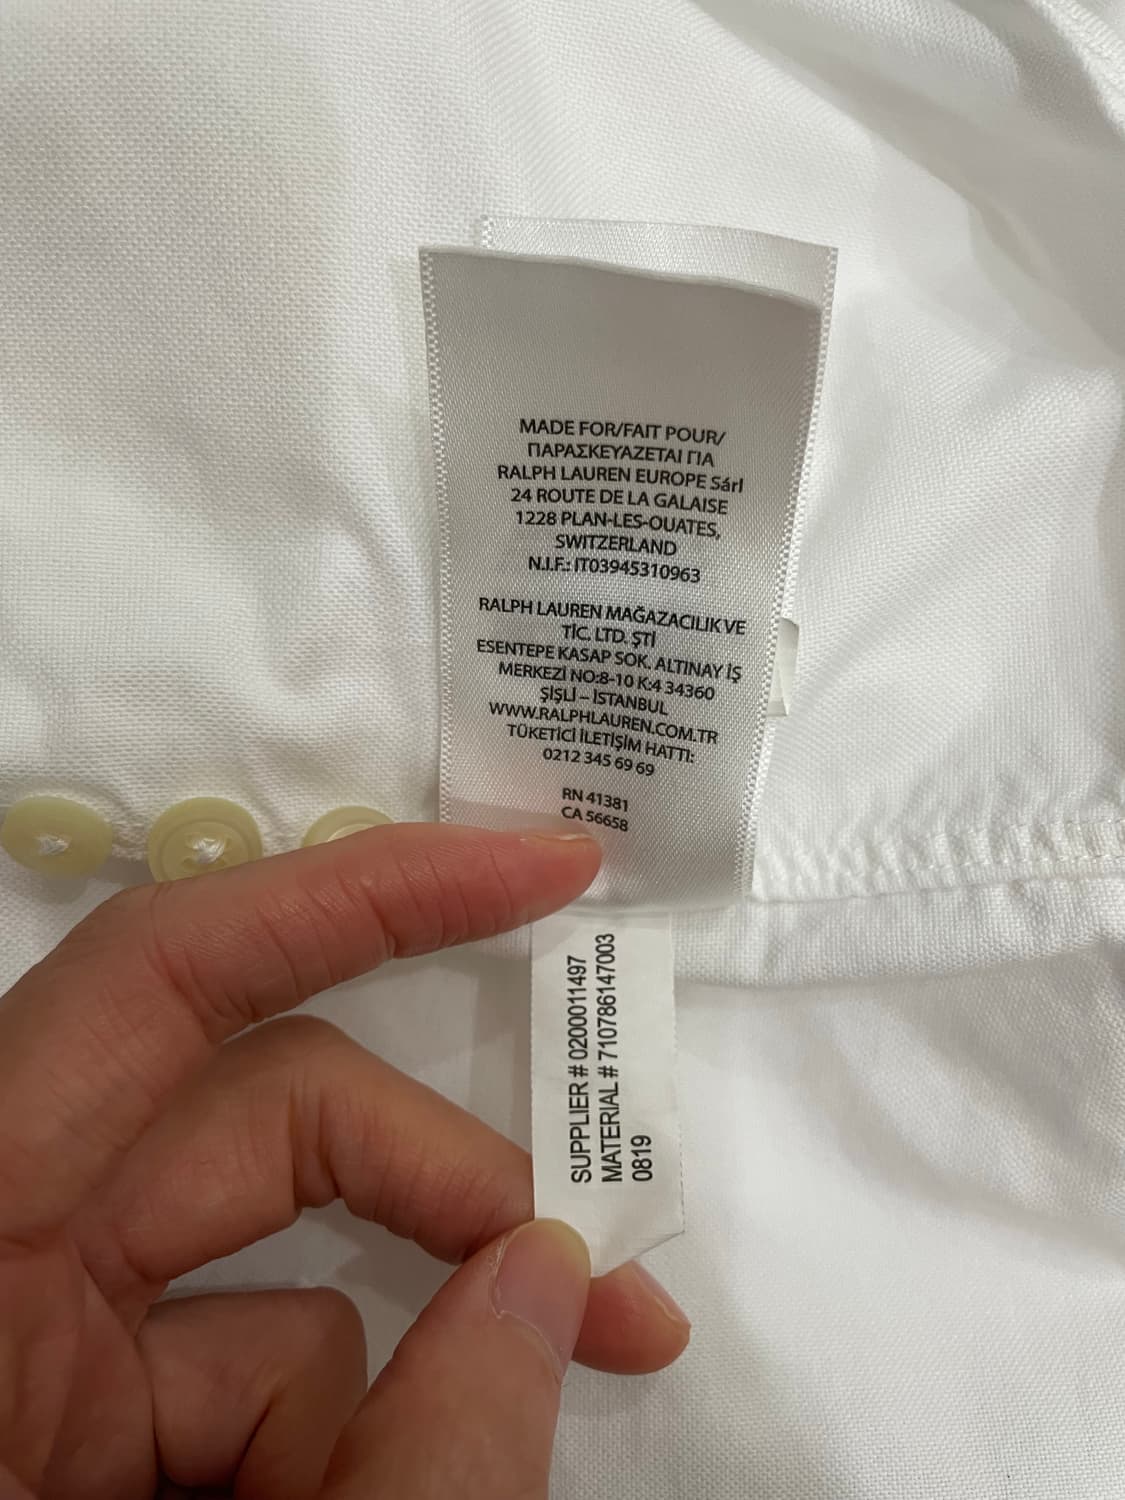 MADE FOR/FAIT POUR/
ΠΑΡΑΣΚΕΥΑΖΕΤΑΙ ΓΙΑ
RALPH LAUREN EUROPE Sárl
24 ROUTE DE LA GALAISE
1228 PLAN-LES-OUATES,
SWITZERLAND
N.I.F.: IT03945310963
RALPH LAUREN MAĞAZACILIK VE
TİC. LTD. ŞTİ
ESENTEPE KASAP SOK. ALTINAY İŞ
MERKEZİ NO:8-10 K:4 34360
ŞİŞLİ – İSTANBUL
WWW.RALPHLAUREN.COM.TR
TÜKETİCİ İLETİŞİM HATTI:
0212 345 69 69
RN 41381
CA 56658
SUPPLIER # 0200011497
MATERIAL # 710786147003
0819